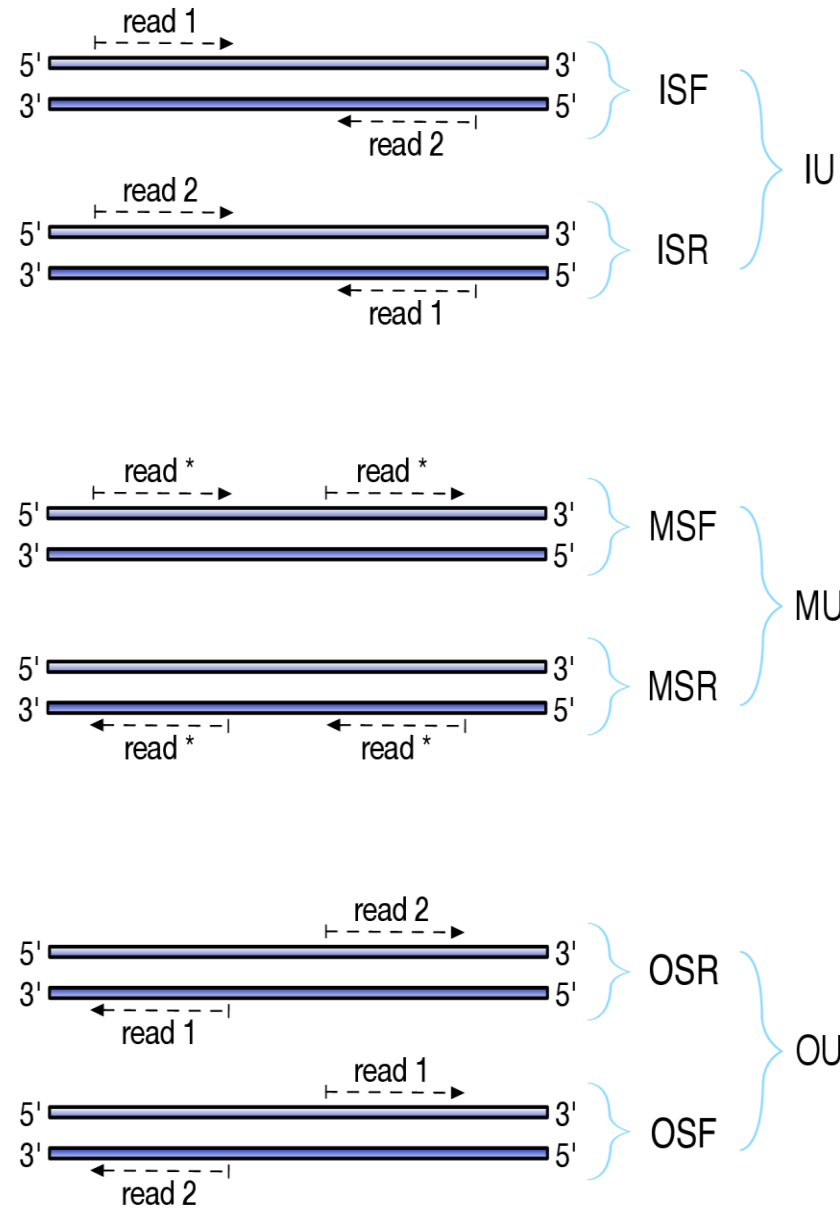 read 1
5' 3'
ISF
3' 5'
read 2
IU
read 2
5' 3'
ISR
3' 5'
read 1
read * read *
5' 3'
MSF
3' 5'
MU
5' 3'
MSR
3' 5'
read * read *
read 2
5' 3'
OSR
3' 5'
read 1
OU
read 1
5' 3'
OSF
3' 5'
read 2